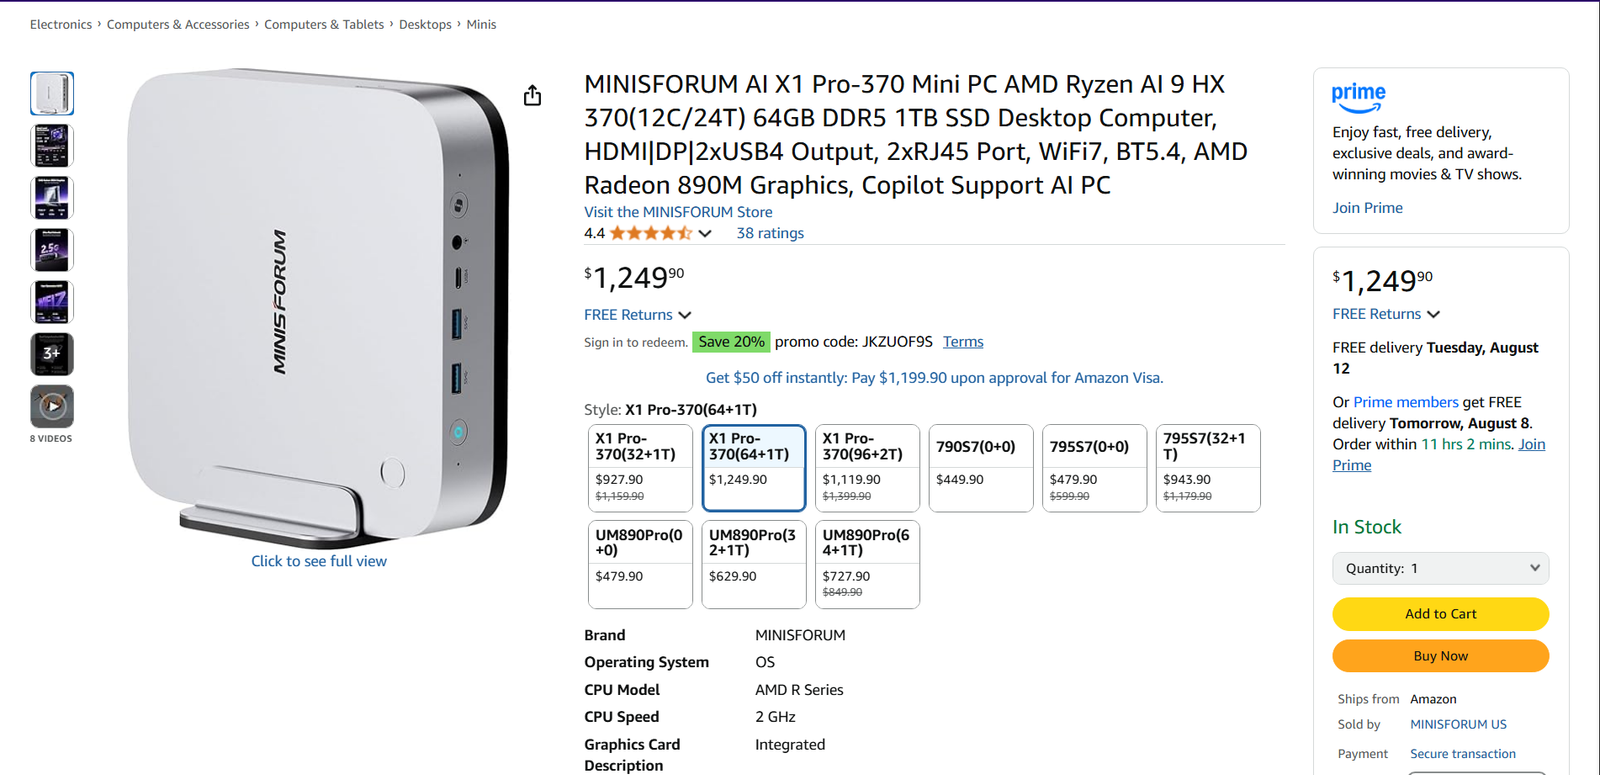 Electronics › Computers & Accessories › Computers & Tablets › Desktops › Minis
MINISFORUM
3+
8 VIDEOS
Click to see full view
MINISFORUM AI X1 Pro-370 Mini PC AMD Ryzen AI 9 HX
370(12C/24T) 64GB DDR5 1TB SSD Desktop Computer,
HDMI|DP|2xUSB4 Output, 2xRJ45 Port, WiFi7, BT5.4, AMD
Radeon 890M Graphics, Copilot Support AI PC
Visit the MINISFORUM Store
4.4 38 ratings
$1,249.90
FREE Returns
Sign in to redeem. Save 20% promo code: JKZUOF9S Terms
Get $50 off instantly: Pay $1,199.90 upon approval for Amazon Visa.
Style: X1 Pro-370(64+1T)
X1 Pro-
370(32+1T)
$927.90
$1,159.90
X1 Pro-
370(64+1T)
$1,249.90
X1 Pro-
370(96+2T)
$1,119.90
$1,399.90
790S7(0+0)
$449.90
795S7(0+0)
$479.90
$599.90
795S7(32+1
T)
$943.90
$1,179.90
UM890Pro(0
+0)
$479.90
UM890Pro(3
2+1T)
$629.90
UM890Pro(6
4+1T)
$727.90
$849.90
Brand MINISFORUM
Operating System OS
CPU Model AMD R Series
CPU Speed 2 GHz
Graphics Card Integrated
Description
prime
Enjoy fast, free delivery,
exclusive deals, and award-
winning movies & TV shows.
Join Prime
$1,249.90
FREE Returns
FREE delivery Tuesday, August
12
Or Prime members get FREE
delivery Tomorrow, August 8.
Order within 11 hrs 2 mins. Join
Prime
In Stock
Quantity: 1
Add to Cart
Buy Now
Ships from Amazon
Sold by MINISFORUM US
Payment Secure transaction